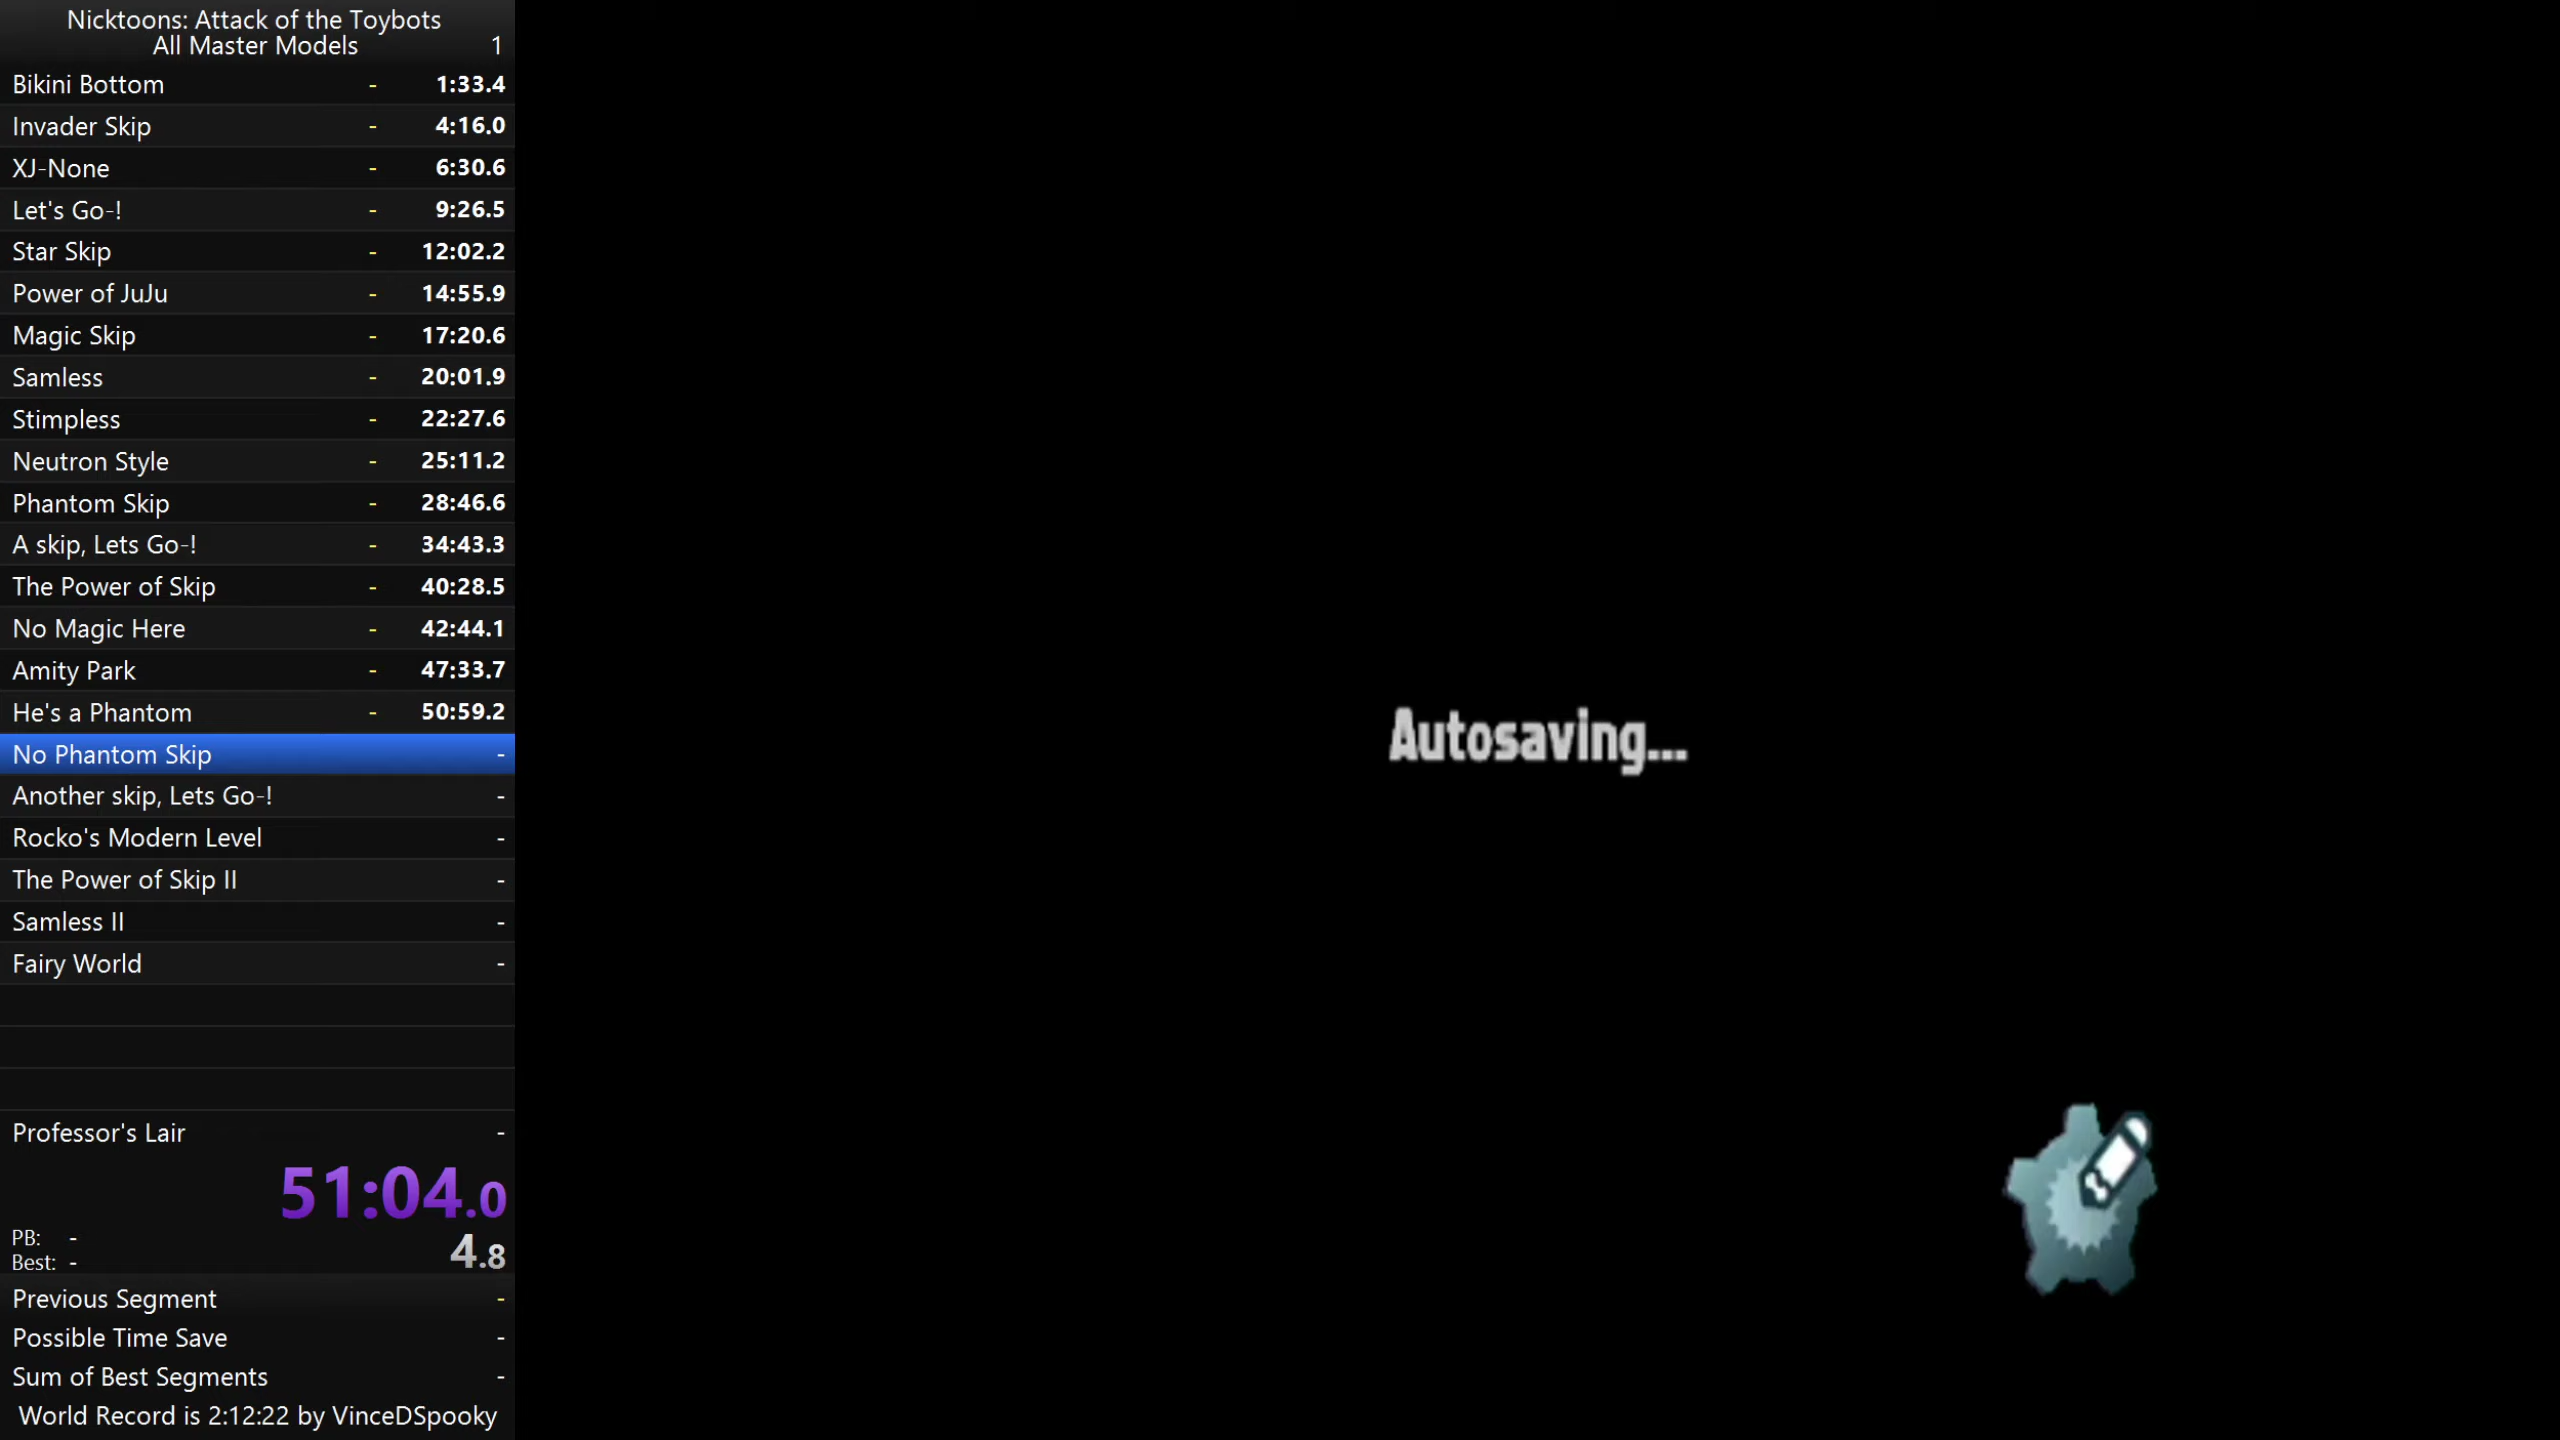 Nicktoons: Attack of the Toybots
All Master Models 1
Bikini Bottom - 1:33.4
Invader Skip - 4:16.0
XJ-None - 6:30.6
Let's Go-! - 9:26.5
Star Skip - 12:02.2
Power of JuJu - 14:55.9
Magic Skip - 17:20.6
Samless - 20:01.9
Stimpless - 22:27.6
Neutron Style - 25:11.2
Phantom Skip - 28:46.6
A skip, Lets Go-! - 34:43.3
The Power of Skip - 40:28.5
No Magic Here - 42:44.1
Amity Park - 47:33.7
He's a Phantom - 50:59.2
No Phantom Skip -
Another skip, Lets Go-! -
Rocko's Modern Level -
The Power of Skip II -
Samless II -
Fairy World -
Professor's Lair -
51:04.0
PB: -
Best: -
4.8
Previous Segment -
Possible Time Save -
Sum of Best Segments -
World Record is 2:12:22 by VinceDSpooky
Autosaving...